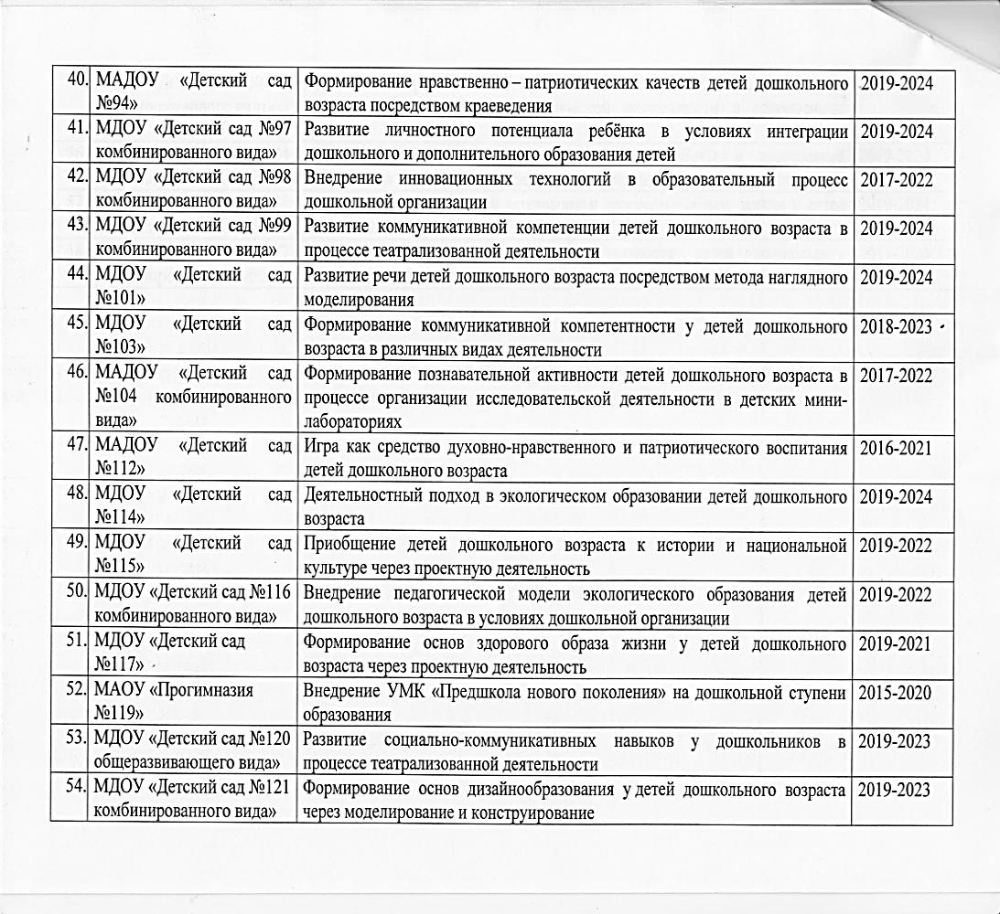 40. МАДОУ «Детский сад №94» Формирование нравственно – патриотических качеств детей дошкольного возраста посредством краеведения 2019-2024
41. МДОУ «Детский сад №97 комбинированного вида» Развитие личностного потенциала ребёнка в условиях интеграции дошкольного и дополнительного образования детей 2019-2024
42. МДОУ «Детский сад №98 комбинированного вида» Внедрение инновационных технологий в образовательный процесс дошкольной организации 2017-2022
43. МДОУ «Детский сад №99 комбинированного вида» Развитие коммуникативной компетенции детей дошкольного возраста в процессе театрализованной деятельности 2019-2024
44. МДОУ «Детский сад №101» Развитие речи детей дошкольного возраста посредством метода наглядного моделирования 2019-2024
45. МДОУ «Детский сад №103» Формирование коммуникативной компетентности у детей дошкольного возраста в различных видах деятельности 2018-2023
46. МАДОУ «Детский сад №104 комбинированного вида» Формирование познавательной активности детей дошкольного возраста в процессе организации исследовательской деятельности в детских мини-лабораториях 2017-2022
47. МАДОУ «Детский сад №112» Игра как средство духовно-нравственного и патриотического воспитания детей дошкольного возраста 2016-2021
48. МДОУ «Детский сад №114» Деятельностный подход в экологическом образовании детей дошкольного возраста 2019-2024
49. МДОУ «Детский сад №115» Приобщение детей дошкольного возраста к истории и национальной культуре через проектную деятельность 2019-2022
50. МДОУ «Детский сад №116 комбинированного вида» Внедрение педагогической модели экологического образования детей дошкольного возраста в условиях дошкольной организации 2019-2022
51. МДОУ «Детский сад №117» Формирование основ здорового образа жизни у детей дошкольного возраста через проектную деятельность 2019-2021
52. МАОУ «Прогимназия №119» Внедрение УМК «Предшкола нового поколения» на дошкольной ступени образования 2015-2020
53. МДОУ «Детский сад №120 общеразвивающего вида» Развитие социально-коммуникативных навыков у дошкольников в процессе театрализованной деятельности 2019-2023
54. МДОУ «Детский сад №121 комбинированного вида» Формирование основ дизайнообразования у детей дошкольного возраста через моделирование и конструирование 2019-2023